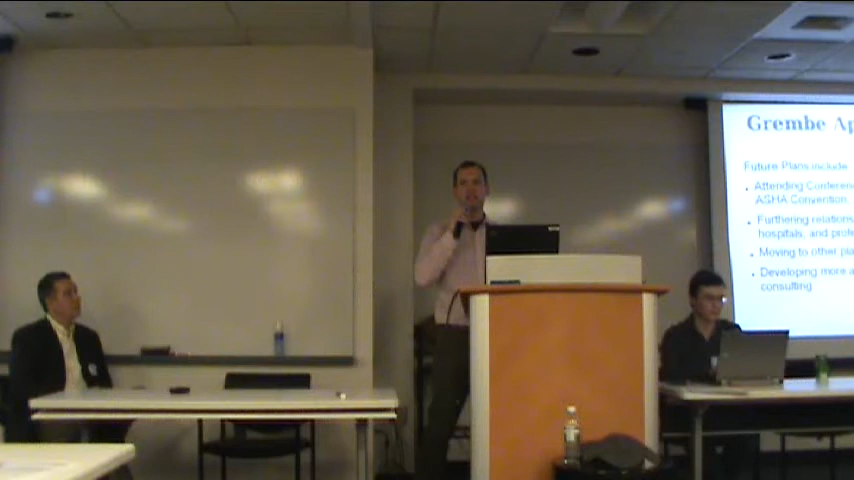 Grembe Ap
Future Plans include
Attending Conferenc
ASHA Convention
Furthering relations
hospitals, and profe
Moving to other pla
Developing more a
consulting